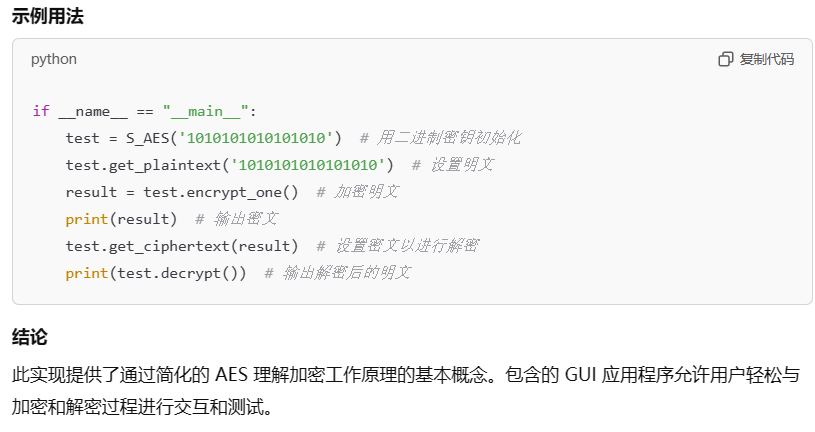 示例用法
python
复制代码
if __name__ == "__main__":
    test = S_AES('1010101010101010')  # 用二进制密钥初始化
    test.get_plaintext('1010101010101010')  # 设置明文
    result = test.encrypt_one()  # 加密明文
    print(result)  # 输出密文
    test.get_ciphertext(result)  # 设置密文以进行解密
    print(test.decrypt())  # 输出解密后的明文
结论
此实现提供了通过简化的 AES 理解加密工作原理的基本概念。包含的 GUI 应用程序允许用户轻松与
加密和解密过程进行交互和测试。